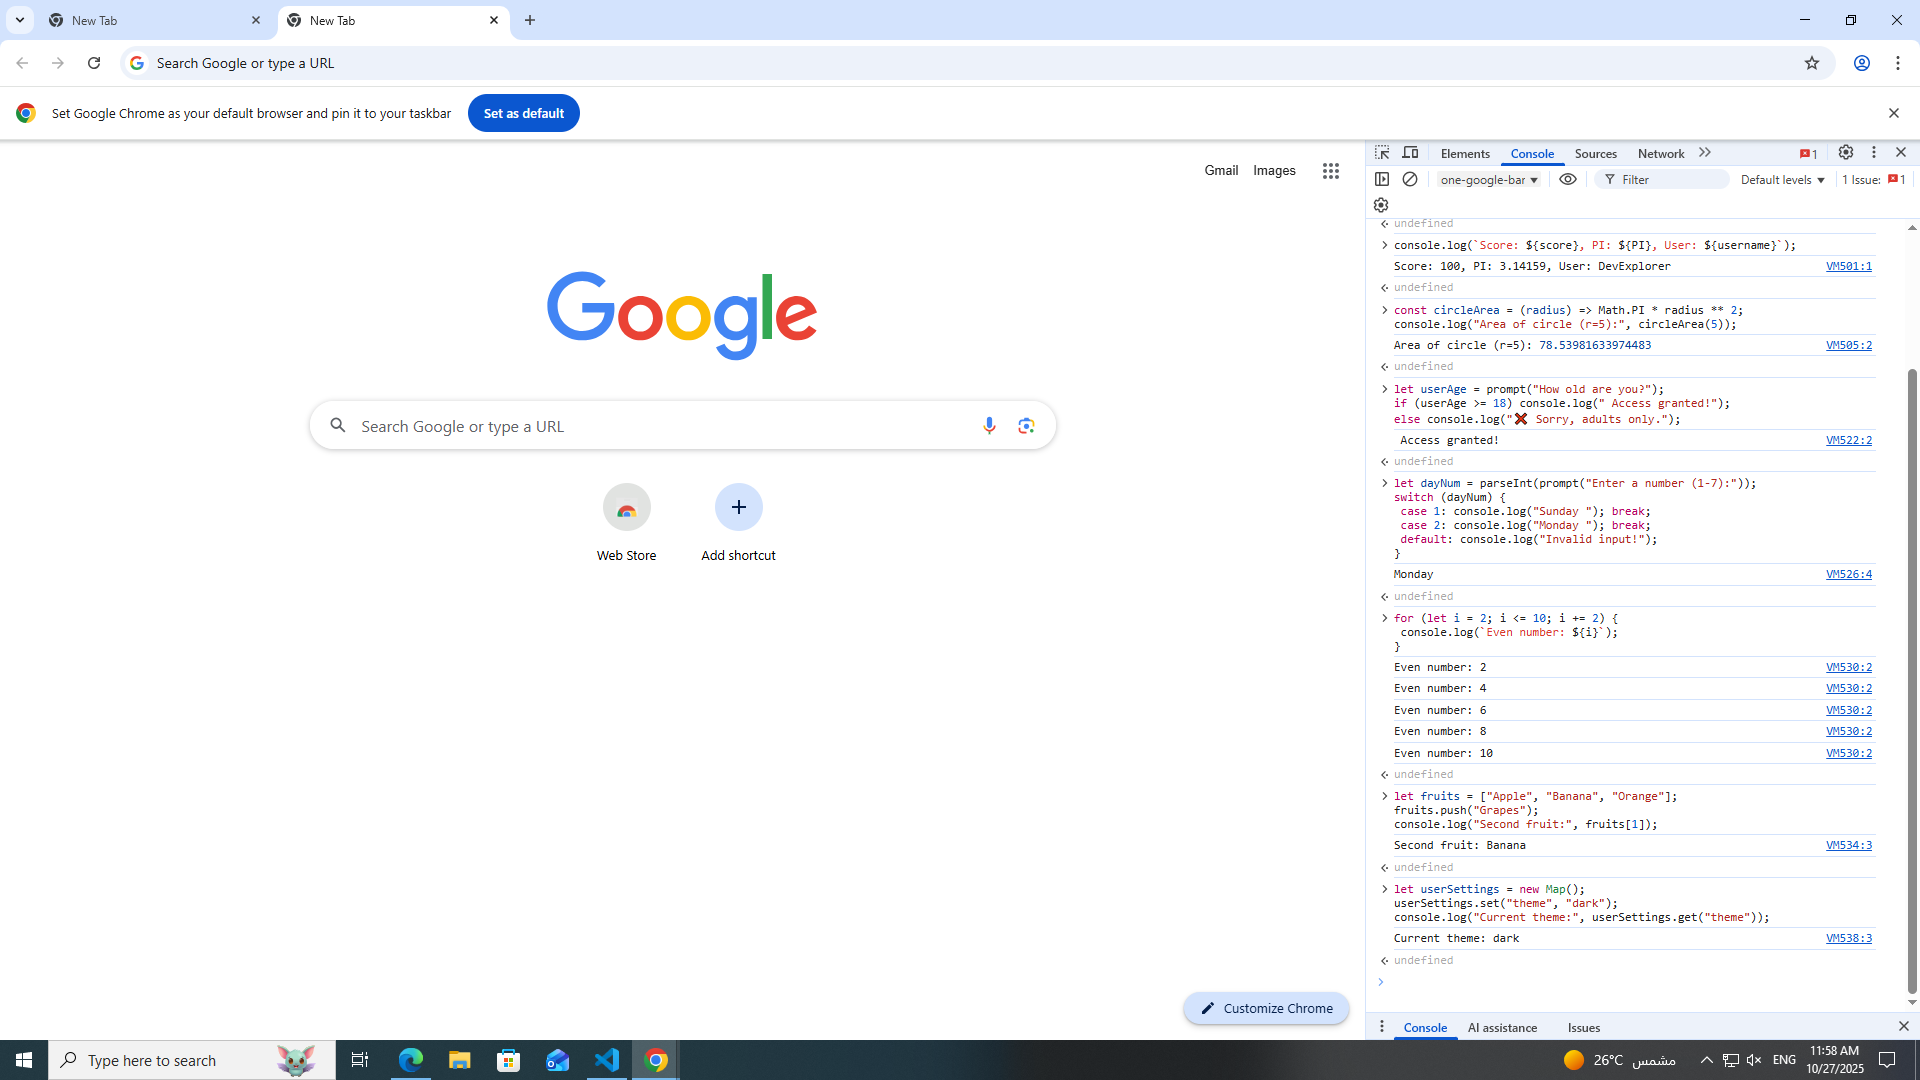 New Tab
New Tab
Search Google or type a URL
Set Google Chrome as your default browser and pin it to your taskbar
Set as default
Gmail
Images
Google
Search Google or type a URL
Web Store
Add shortcut
Customize Chrome
Elements
Console
Sources
Network
1
one-google-bar
Filter
Default levels
1 Issue:
1
undefined
console.log(`Score: ${score}, PI: ${PI}, User: ${username}`);
Score: 100, PI: 3.14159, User: DevExplorer VM501:1
undefined
const circleArea = (radius) => Math.PI * radius ** 2;
console.log("Area of circle (r=5):", circleArea(5));
Area of circle (r=5): 78.53981633974483 VM505:2
undefined
let userAge = prompt("How old are you?");
if (userAge >= 18) console.log(" Access granted!");
else console.log("❌ Sorry, adults only.");
Access granted! VM522:2
undefined
let dayNum = parseInt(prompt("Enter a number (1-7):"));
switch (dayNum) {
case 1: console.log("Sunday "); break;
case 2: console.log("Monday "); break;
default: console.log("Invalid input!");
}
Monday VM526:4
undefined
for (let i = 2; i <= 10; i += 2) {
console.log(`Even number: ${i}`);
}
Even number: 2 VM530:2
Even number: 4 VM530:2
Even number: 6 VM530:2
Even number: 8 VM530:2
Even number: 10 VM530:2
undefined
let fruits = ["Apple", "Banana", "Orange"];
fruits.push("Grapes");
console.log("Second fruit:", fruits[1]);
Second fruit: Banana VM534:3
undefined
let userSettings = new Map();
userSettings.set("theme", "dark");
console.log("Current theme:", userSettings.get("theme"));
Current theme: dark VM538:3
undefined
Console
AI assistance
Issues
Type here to search
26°C مشمس
ENG
11:58 AM
10/27/2025